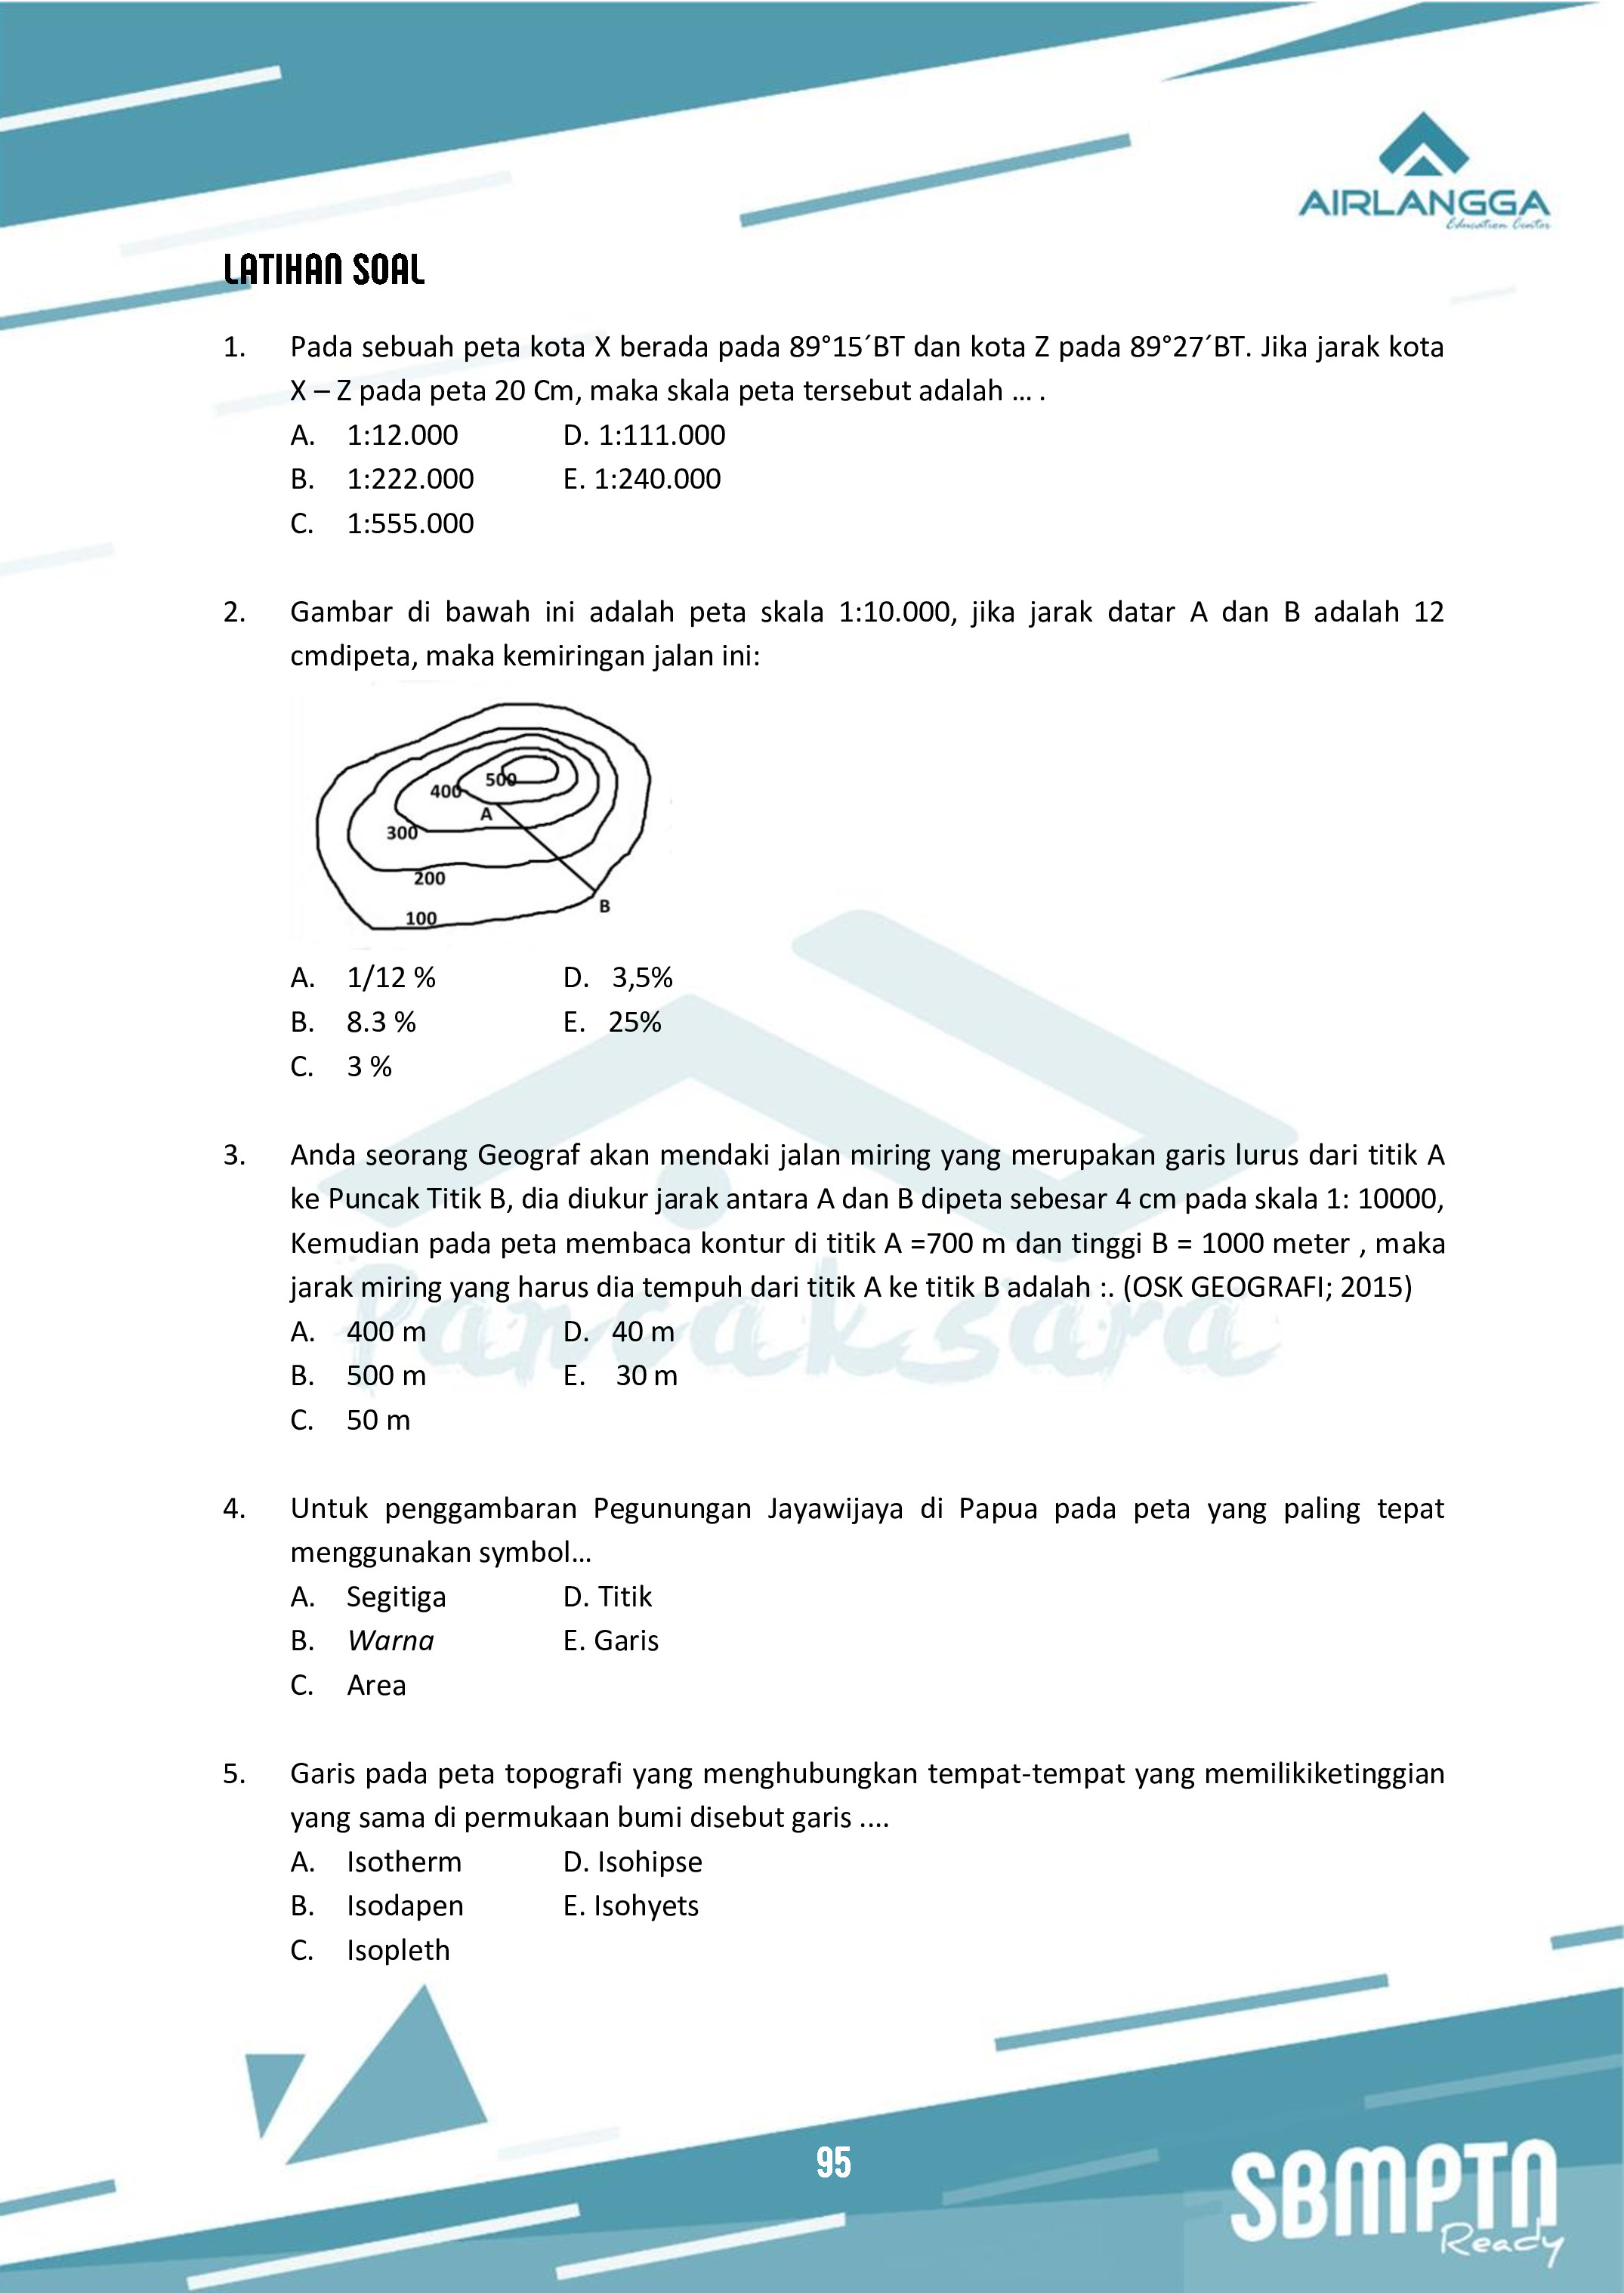 AIRLANGGA
Education Center
LATIHAN SOAL
1. Pada sebuah peta kota X berada pada 89°15´BT dan kota Z pada 89°27´BT. Jika jarak kota
X – Z pada peta 20 Cm, maka skala peta tersebut adalah ... .
A. 1:12.000 D. 1:111.000
B. 1:222.000 E. 1:240.000
C. 1:555.000
2. Gambar di bawah ini adalah peta skala 1:10.000, jika jarak datar A dan B adalah 12
cmdipeta, maka kemiringan jalan ini:
500
400
A
300
200
B
100
A. 1/12 % D. 3,5%
B. 8.3 % E. 25%
C. 3 %
3. Anda seorang Geograf akan mendaki jalan miring yang merupakan garis lurus dari titik A
ke Puncak Titik B, dia diukur jarak antara A dan B dipeta sebesar 4 cm pada skala 1: 10000,
Kemudian pada peta membaca kontur di titik A =700 m dan tinggi B = 1000 meter , maka
jarak miring yang harus dia tempuh dari titik A ke titik B adalah :. (OSK GEOGRAFI; 2015)
A. 400 m D. 40 m
B. 500 m E. 30 m
C. 50 m
Pancaksara
4. Untuk penggambaran Pegunungan Jayawijaya di Papua pada peta yang paling tepat
menggunakan symbol...
A. Segitiga D. Titik
B. Warna E. Garis
C. Area
5. Garis pada peta topografi yang menghubungkan tempat-tempat yang memilikiketinggian
yang sama di permukaan bumi disebut garis ....
A. Isotherm D. Isohipse
B. Isodapen E. Isohyets
C. Isopleth
95
SBMPTN
Ready